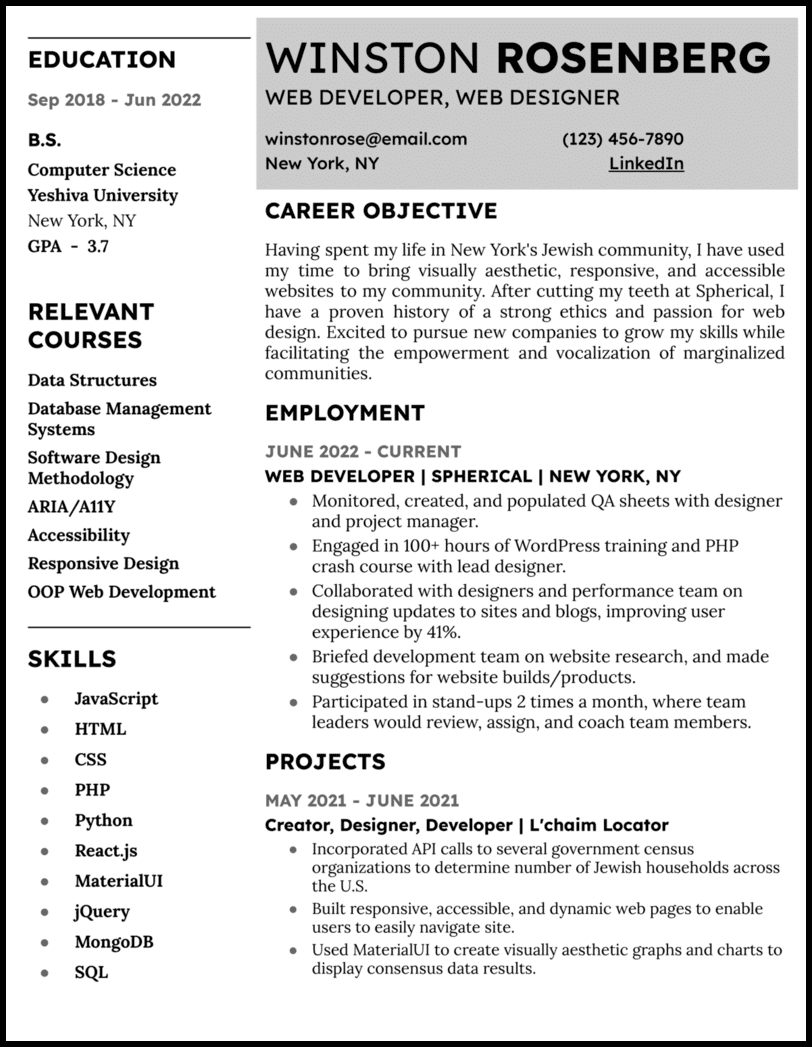 EDUCATION
Sep 2018 - Jun 2022
B.S.
Computer Science
Yeshiva University
New York, NY
GPA - 3.7
RELEVANT
COURSES
Data Structures
Database Management
Systems
Software Design
Methodology
ARIA/A11Y
Accessibility
Responsive Design
OOP Web Development
SKILLS
JavaScript
HTML
CSS
PHP
Python
React.js
MaterialUI
jQuery
MongoDB
SQL
WINSTON ROSENBERG
WEB DEVELOPER, WEB DESIGNER
winstonrose@email.com (123) 456-7890
New York, NY LinkedIn
CAREER OBJECTIVE
Having spent my life in New York's Jewish community, I have used
my time to bring visually aesthetic, responsive, and accessible
websites to my community. After cutting my teeth at Spherical, I
have a proven history of a strong ethics and passion for web
design. Excited to pursue new companies to grow my skills while
facilitating the empowerment and vocalization of marginalized
communities.
EMPLOYMENT
JUNE 2022 - CURRENT
WEB DEVELOPER | SPHERICAL | NEW YORK, NY
● Monitored, created, and populated QA sheets with designer
and project manager.
● Engaged in 100+ hours of WordPress training and PHP
crash course with lead designer.
● Collaborated with designers and performance team on
designing updates to sites and blogs, improving user
experience by 41%.
● Briefed development team on website research, and made
suggestions for website builds/products.
● Participated in stand-ups 2 times a month, where team
leaders would review, assign, and coach team members.
PROJECTS
MAY 2021 - JUNE 2021
Creator, Designer, Developer | L'chaim Locator
● Incorporated API calls to several government census
organizations to determine number of Jewish households across
the U.S.
● Built responsive, accessible, and dynamic web pages to enable
users to easily navigate site.
● Used MaterialUI to create visually aesthetic graphs and charts to
display consensus data results.